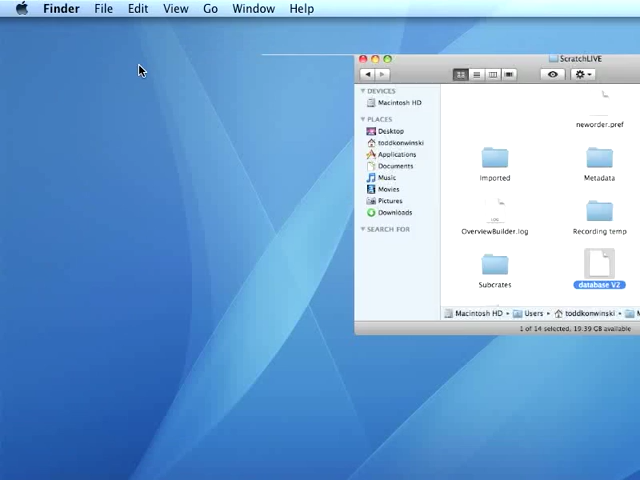 Finder File Edit View Go Window Help
ScratchLIVE
DEVICES
Macintosh HD
PLACES
Desktop
toddkonwinski
Applications
Documents
Music
Movies
Pictures
Downloads
SEARCH FOR
neworder.pref
Imported
Metadata
OverviewBuilder.log
Recording temp
Subcrates
database V2
Macintosh HD ▸ Users ▸ toddkonwinski ▸
1 of 14 selected, 19.39 GB available